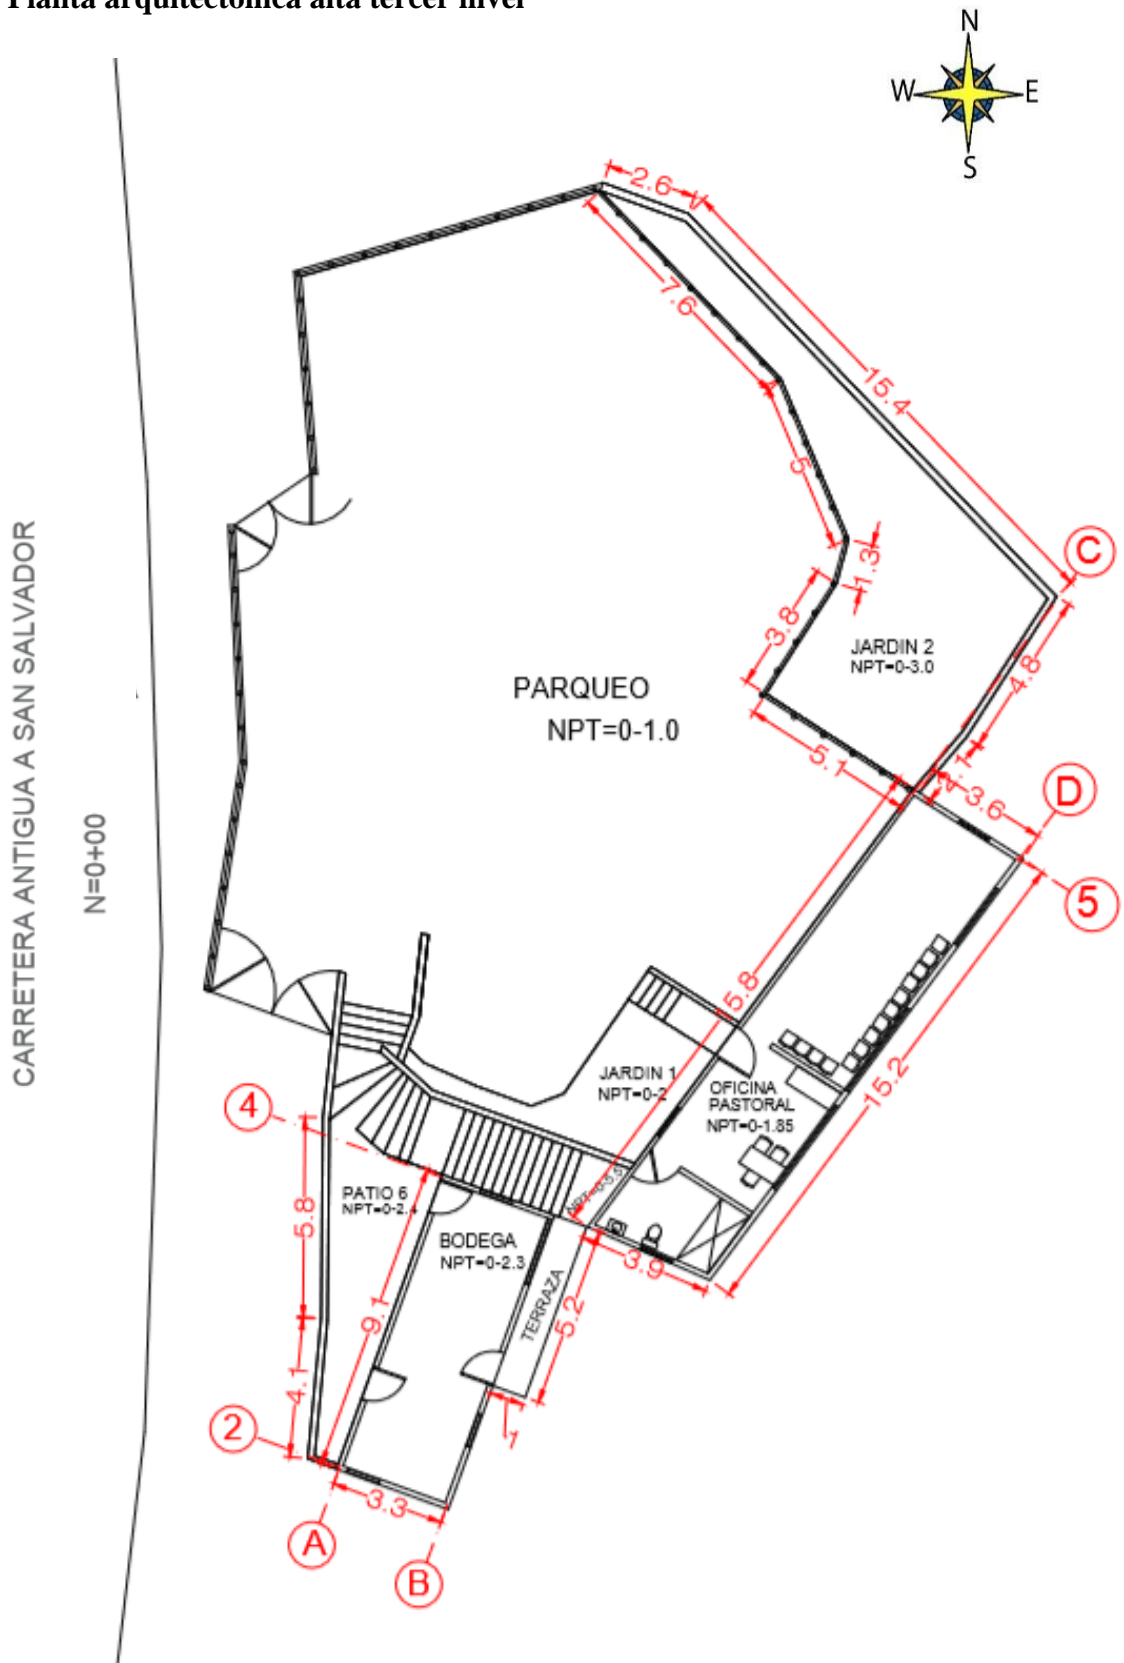 Planta arquitectónica alta tercer nivel
N
W
E
S
2.6
7.6
15.4
5
C
1.3
3.8
JARDIN 2
NPT=0-3.0
4.8
CARRETERA ANTIGUA A SAN SALVADOR
N=0+00
PARQUEO
NPT=0-1.0
5.1
3.6
D
5
5.8
JARDIN 1
NPT=0-2
OFICINA
PASTORAL
NPT=0-1.85
15.2
4
PATIO 6
NPT=0-2.4
5.8
BODEGA
NPT=0-2.3
3.9
TERRAZA
5.2
9.1
4.1
2
1
3.3
A
B